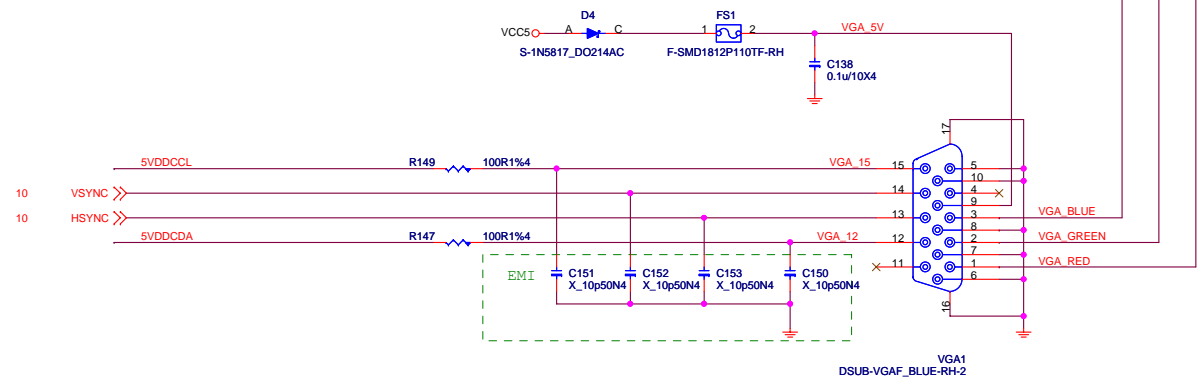 D4
FS1
VCC5 A C 1 2 VGA_5V
S-1N5817_DO214AC F-SMD1812P110TF-RH
C138
0.1u/10X4
17
5VDDCCL R149 100R1%4 VGA_15 15 5
10
10 VSYNC 14 4
9
10 HSYNC 13 3 VGA_BLUE
8
5VDDCDA R147 100R1%4 VGA_12 12 2 VGA_GREEN
7
11 1 VGA_RED
EMI C151 C152 C153 C150 6
X_10p50N4 X_10p50N4 X_10p50N4 X_10p50N4
16
VGA1
DSUB-VGAF_BLUE-RH-2